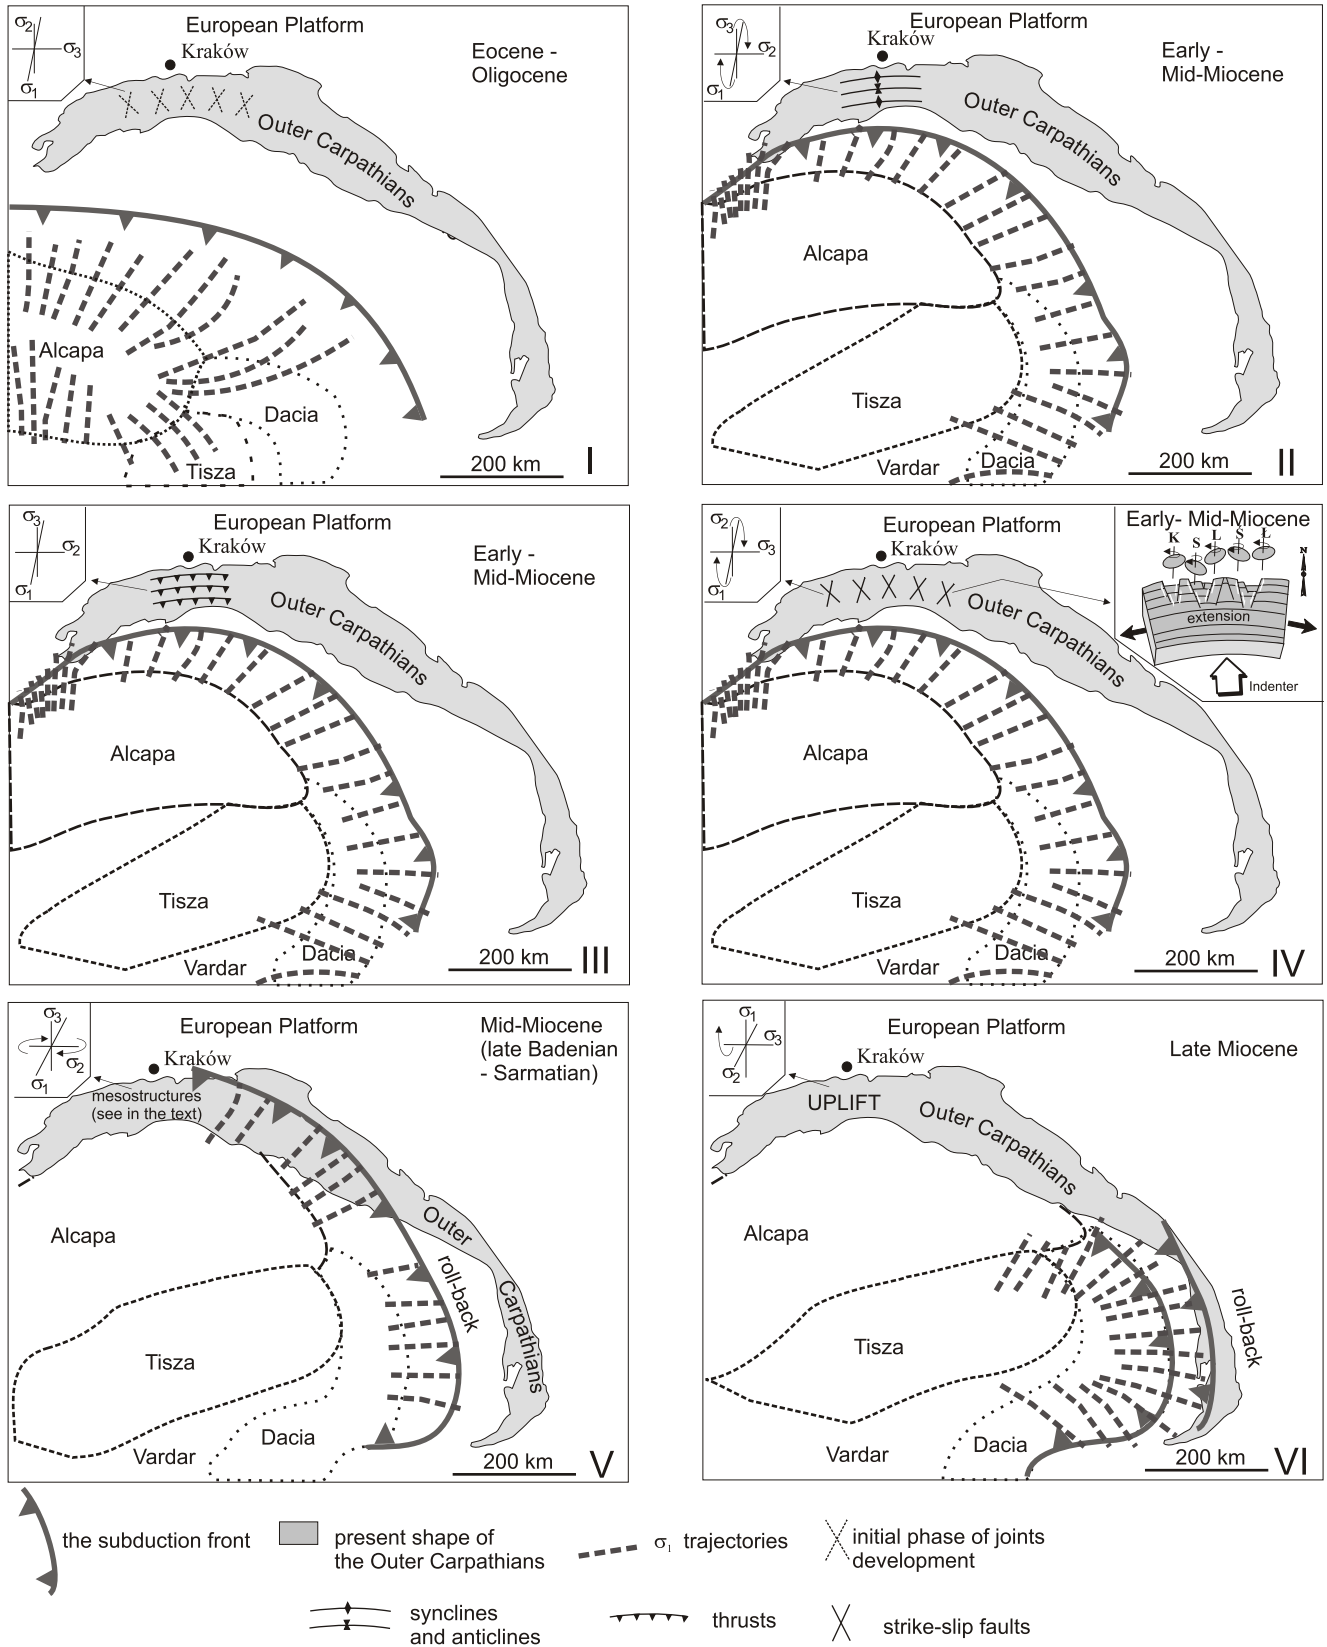 σ2
σ3
σ1
European Platform
Kraków
Eocene -
Oligocene
Outer Carpathians
Alcapa
Dacia
Tisza
200 km
I
σ3
σ2
σ1
European Platform
Kraków
Early -
Mid-Miocene
Outer Carpathians
Alcapa
Tisza
Vardar
Dacia
200 km
II
σ3
σ2
σ1
European Platform
Kraków
Early -
Mid-Miocene
Outer Carpathians
Alcapa
Tisza
Vardar
Dacia
200 km
III
σ2
σ3
σ1
European Platform
Kraków
Early- Mid-Miocene
K S L Ś Ł
N
extension
Indenter
Outer Carpathians
Alcapa
Tisza
Vardar
Dacia
200 km
IV
σ3
σ2
σ1
European Platform
Kraków
Mid-Miocene
(late Badenian
- Sarmatian)
mesostructures
(see in the text)
Outer
Carpathians
roll-back
Alcapa
Tisza
Vardar
Dacia
200 km
V
σ1
σ3
σ2
European Platform
Kraków
Late Miocene
UPLIFT
Outer Carpathians
Alcapa
roll-back
Tisza
Vardar
Dacia
200 km
VI
the subduction front
present shape of
the Outer Carpathians
σ1 trajectories
initial phase of joints
development
synclines
and anticlines
thrusts
strike-slip faults